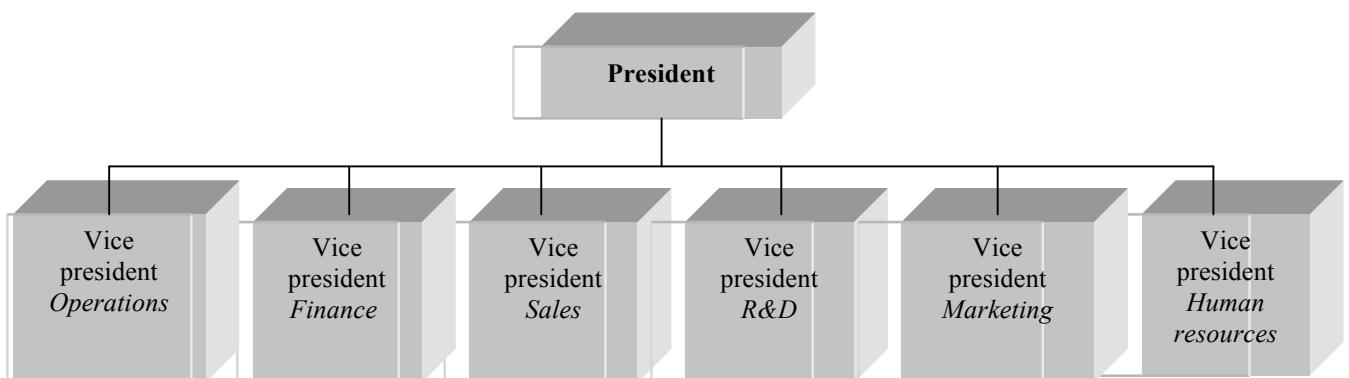 President
Vice
president
Operations
Vice
president
Finance
Vice
president
Sales
Vice
president
R&D
Vice
president
Marketing
Vice
president
Human
resources